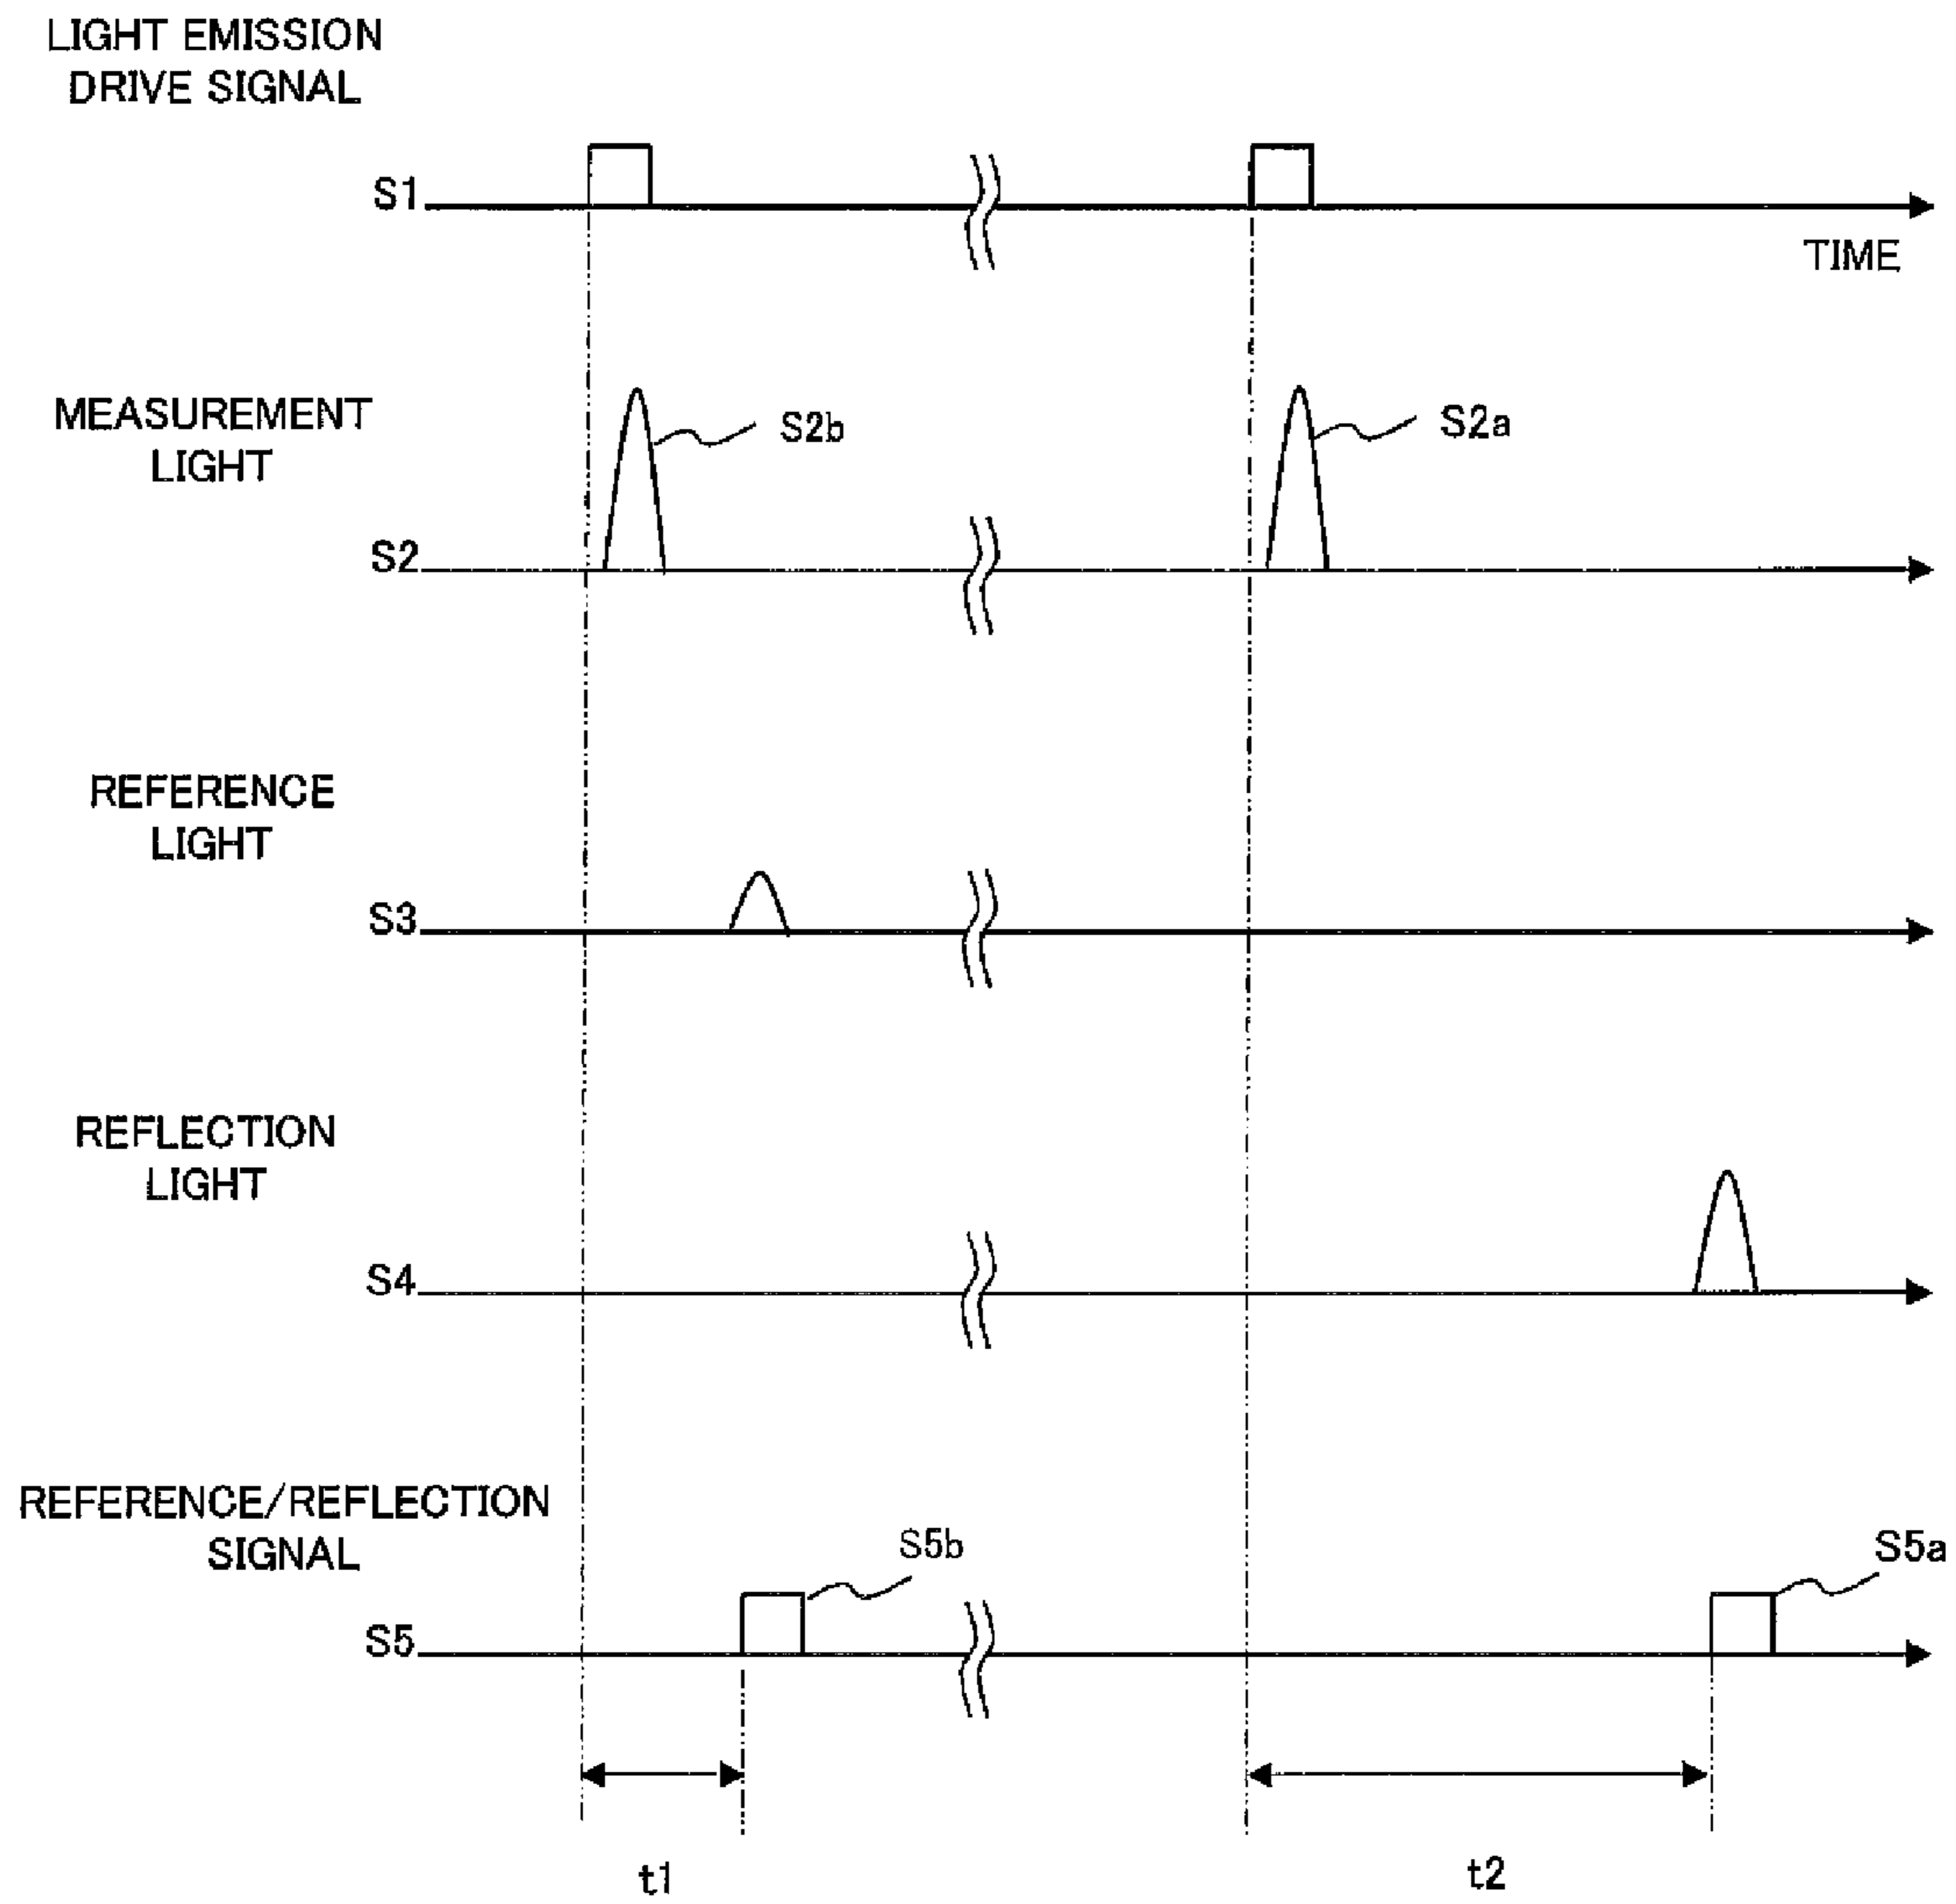 LIGHT EMISSION
DRIVE SIGNAL
S1
TIME
MEASUREMENT
LIGHT
S2b
S2a
S2
REFERENCE
LIGHT
S3
REFLECTION
LIGHT
S4
REFERENCE/REFLECTION
SIGNAL
S5b
S5a
S5
t1
t2